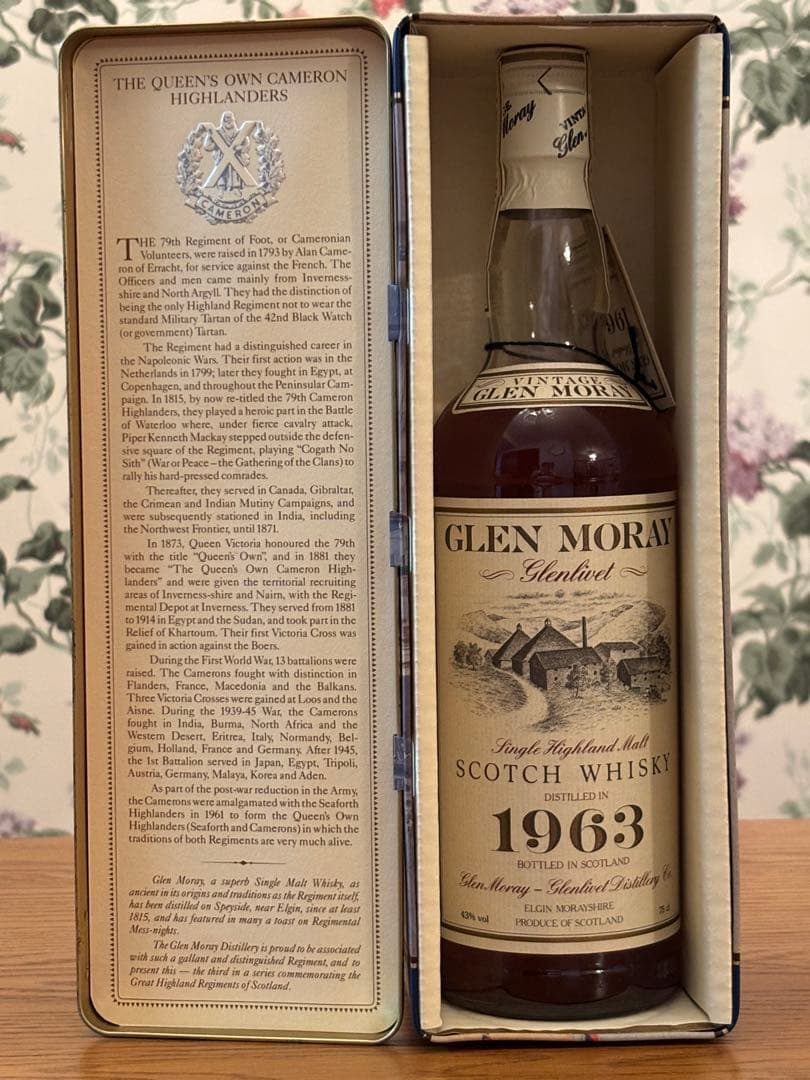 THE QUEEN'S OWN CAMERON
HIGHLANDERS
CAMERON
THE 79th Regiment of Foot, or Cameronian
Volunteers, were raised in 1793 by Alan Came-
ron of Erracht, for service against the French. The
Officers and men came mainly from Inverness-
shire and North Argyll. They had the distinction of
being the only Highland Regiment not to wear the
standard Military Tartan of the 42nd Black Watch
(or government) Tartan.
The Regiment had a distinguished career in
the Napoleonic Wars. Their first action was in the
Netherlands in 1799; later they fought in Egypt, at
Copenhagen, and throughout the Peninsular Cam-
paign. In 1815, by now re-titled the 79th Cameron
Highlanders, they played a heroic part in the Battle
of Waterloo where, under fierce cavalry attack,
Piper Kenneth Mackay stepped outside the defen-
sive square of the Regiment, playing "Cogath No
Sith" (War or Peace – the Gathering of the Clans) to
rally his hard-pressed comrades.
Thereafter, they served in Canada, Gibraltar,
the Crimean and Indian Mutiny Campaigns, and
were subsequently stationed in India, including
the Northwest Frontier, until 1871.
In 1873, Queen Victoria honoured the 79th
with the title "Queen's Own", and in 1881 they
became "The Queen's Own Cameron High-
landers" and were given the territorial recruiting
areas of Inverness-shire and Nairn, with the Regi-
mental Depot at Inverness. They served from 1881
to 1914 in Egypt and the Sudan, and took part in the
Relief of Khartoum. Their first Victoria Cross was
gained in action against the Boers.
During the First World War, 13 battalions were
raised. The Camerons fought with distinction in
Flanders, France, Macedonia and the Balkans.
Three Victoria Crosses were gained at Loos and the
Aisne. During the 1939-45 War, the Camerons
fought in India, Burma, North Africa and the
Western Desert, Eritrea, Italy, Normandy, Bel-
gium, Holland, France and Germany. After 1945,
the 1st Battalion served in Japan, Egypt, Tripoli,
Austria, Germany, Malaya, Korea and Aden.
As part of the post-war reduction in the Army,
the Camerons were amalgamated with the Seaforth
Highlanders in 1961 to form the Queen's Own
Highlanders (Seaforth and Camerons) in which the
traditions of both Regiments are very much alive.
Glen Moray, a superb Single Malt Whisky, as
ancient in its origins and traditions as the Regiment itself,
has been distilled on Speyside, near Elgin, since at least
1815, and has featured in many a toast on Regimental
Mess-nights.
The Glen Moray Distillery is proud to be associated
with such a gallant and distinguished Regiment, and to
present this — the third in a series commemorating the
Great Highland Regiments of Scotland.
Moray
Glen
VINTAGE
GLEN MORAY
GLEN MORAY
Glenlivet
Single Highland Malt
SCOTCH WHISKY
DISTILLED IN
1963
BOTTLED IN SCOTLAND
Glen Moray – Glenlivet Distillery Co.
ELGIN MORAYSHIRE
43% vol
PRODUCE OF SCOTLAND
75 cl